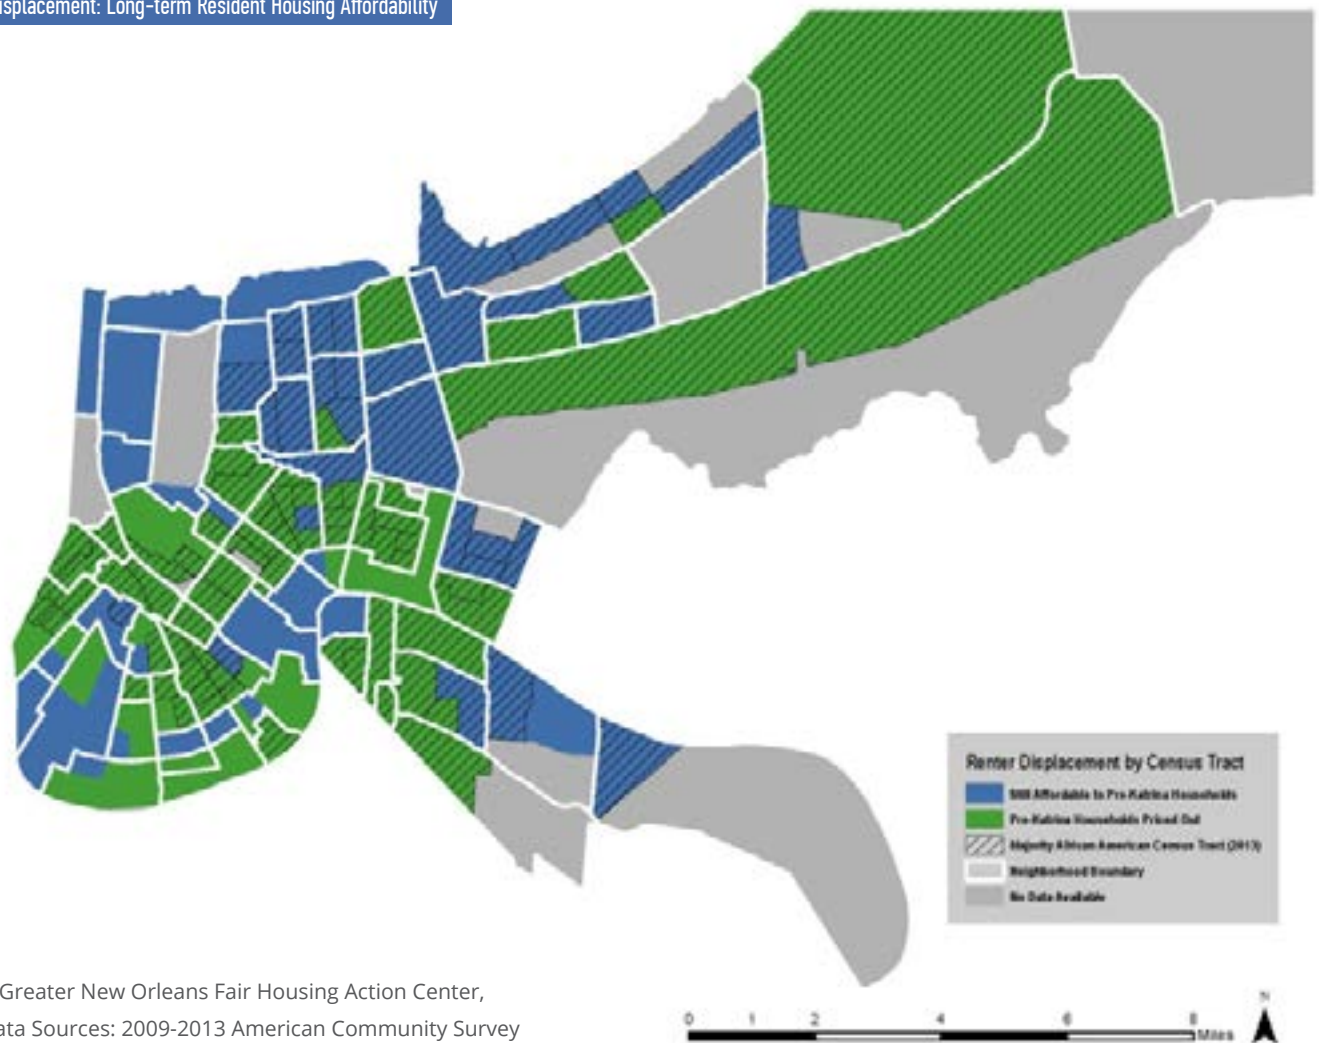 isplacement: Long-term Resident Housing Affordability
Renter Displacement by Census Tract
Still Affordable to Pre-Katrina Households
Pre-Katrina Households Priced Out
Majority African American Census Tract (2013)
Neighborhood Boundary
No Data Available
Greater New Orleans Fair Housing Action Center,
ata Sources: 2009-2013 American Community Survey
0 1 2 4 6 8 Miles
N